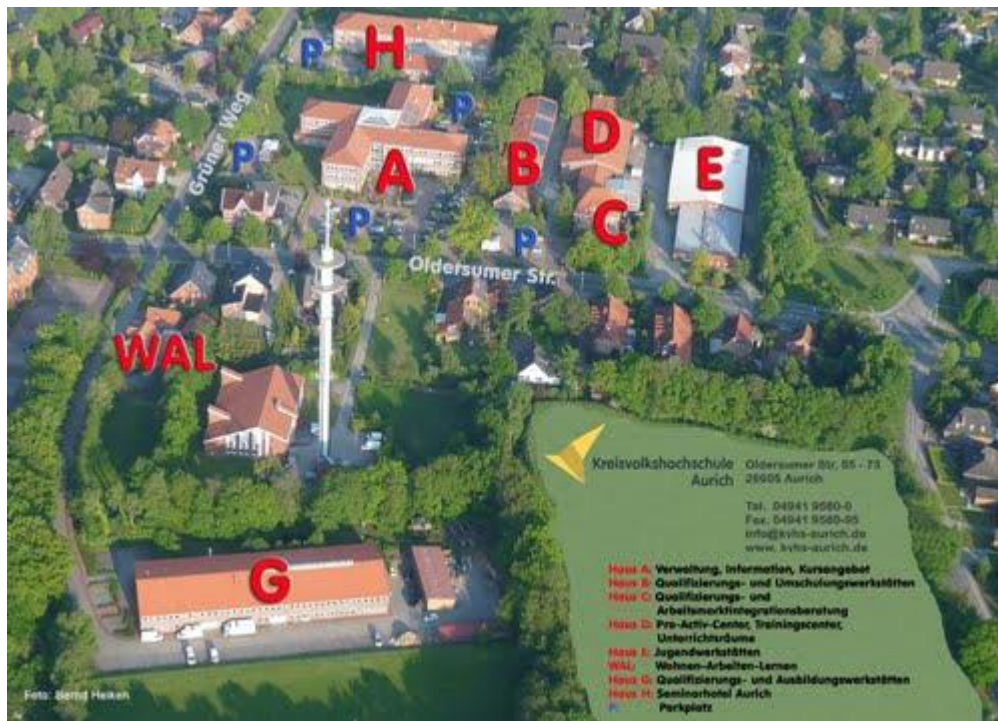 P
H
P
Grüner Weg
P
A
B
D
E
P
C
P
Oldersumer Str.
WAL
G
Kreisvolkshochschule
Aurich
Oldersumer Str. 65 - 73
26605 Aurich
Tel. 04941 9580-0
Fax. 04941 9580-95
info@kvhs-aurich.de
www. kvhs-aurich.de
Haus A: Verwaltung, Information, Kursangebot
Haus B: Qualifizierungs- und Umschulungswerkstätten
Haus C: Qualifizierungs- und
Arbeitsmarktintegrationsberatung
Haus D: Pro-Activ-Center, Trainingscenter,
Unterrichtsräume
Haus E: Jugendwerkstätten
WAL: Wohnen-Arbeiten-Lernen
Haus G: Qualifizierungs- und Ausbildungswerkstätten
Haus H: Seminarhotel Aurich
P: Parkplatz
Foto: Bernd Heiken